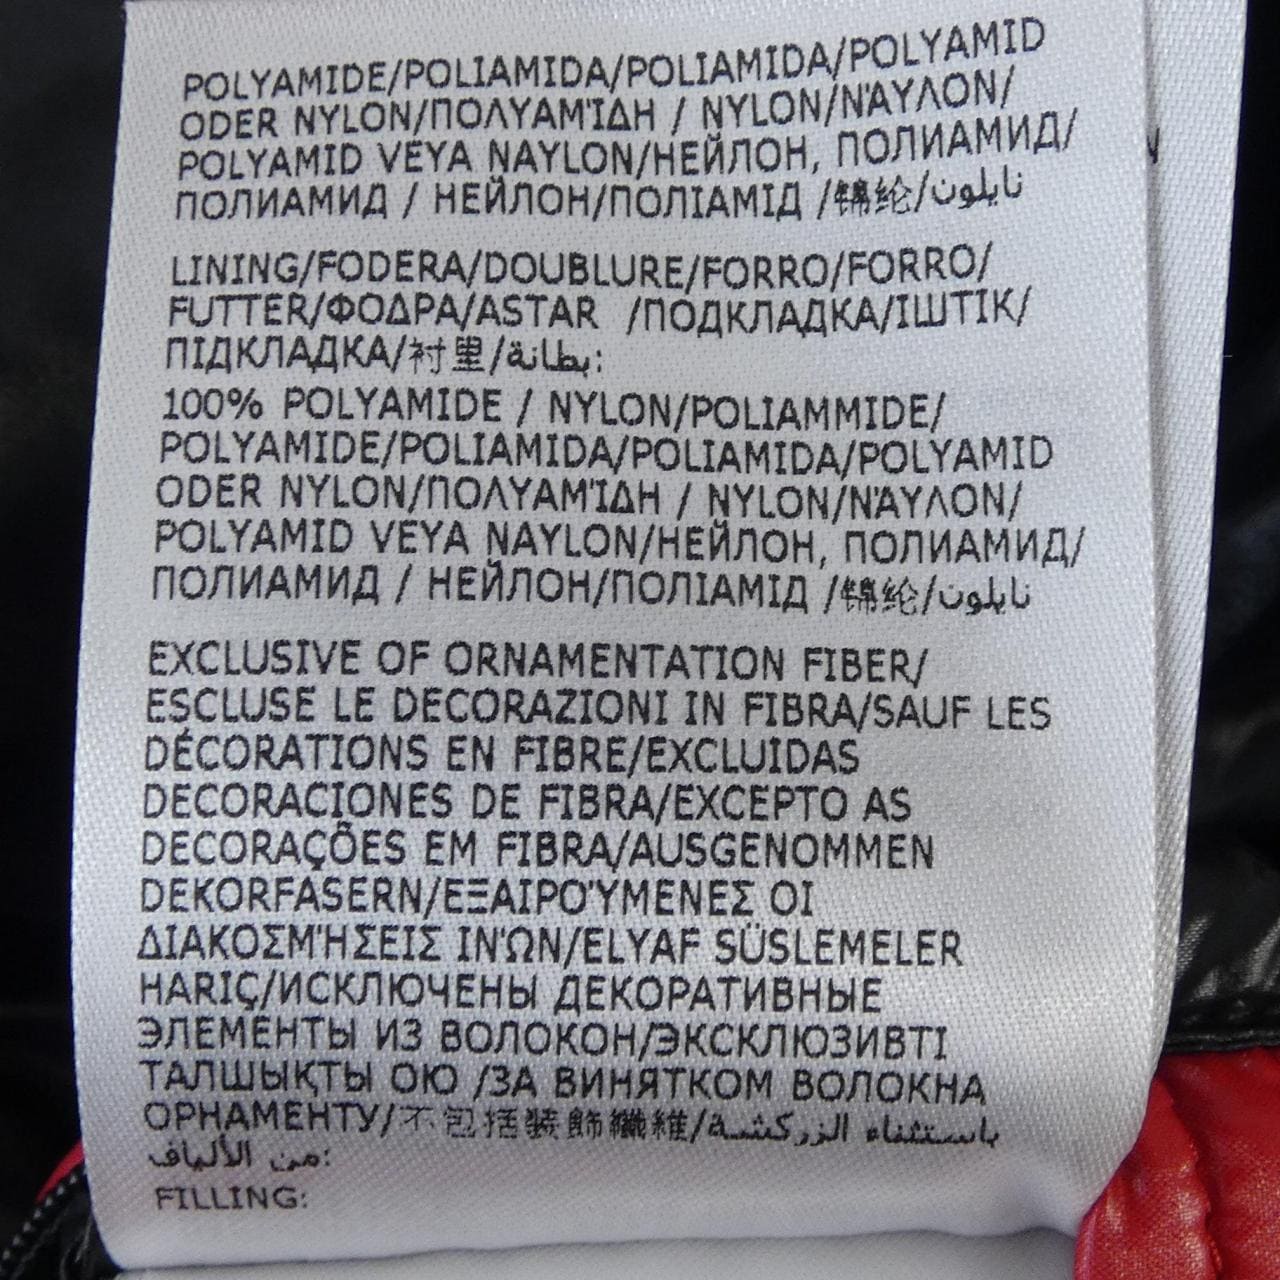 POLYAMIDE/POLIAMIDA/POLIAMIDA/POLYAMID
ODER NYLON/ΠΟΛΥΑΜΊΔΗ / NYLON/ΝΆΥΛΟΝ/
POLYAMID VEYA NAYLON/НЕЙЛОН, ПОЛИАМИД/
ПОЛИАМИД / НЕЙЛОН/ПОЛІАМІД /锦纶/نايلون
LINING/FODERA/DOUBLURE/FORRO/FORRO/
FUTTER/ΦΟΔΡΑ/ASTAR /ПОДКЛАДКА/ІШТІК/
ПІДКЛАДКА/衬里/بطانة:
100% POLYAMIDE / NYLON/POLIAMMIDE/
POLYAMIDE/POLIAMIDA/POLIAMIDA/POLYAMID
ODER NYLON/ΠΟΛΥΑΜΊΔΗ / NYLON/ΝΆΥΛΟΝ/
POLYAMID VEYA NAYLON/НЕЙЛОН, ПОЛИАМИД/
ПОЛИАМИД / НЕЙЛОН/ПОЛІАМІД /锦纶/نايلون
EXCLUSIVE OF ORNAMENTATION FIBER/
ESCLUSE LE DECORAZIONI IN FIBRA/SAUF LES
DÉCORATIONS EN FIBRE/EXCLUIDAS
DECORACIONES DE FIBRA/EXCEPTO AS
DECORAÇÕES EM FIBRA/AUSGENOMMEN
DEKORFASERN/ΕΞΑΙΡΟΎΜΕΝΕΣ ΟΙ
ΔΙΑΚΟΣΜΉΣΕΙΣ ΙΝΏΝ/ELYAF SÜSLEMELER
HARIÇ/ИСКЛЮЧЕНЫ ДЕКОРАТИВНЫЕ
ЭЛЕМЕНТЫ ИЗ ВОЛОКОН/ЭКСКЛЮЗИВТІ
ТАЛШЫҚТЫ ОЮ /ЗА ВИНЯТКОМ ВОЛОКНА
ОРНАМЕНТУ/不包括装飾纖維/باستثناء الزركشة
من الألياف:
FILLING: